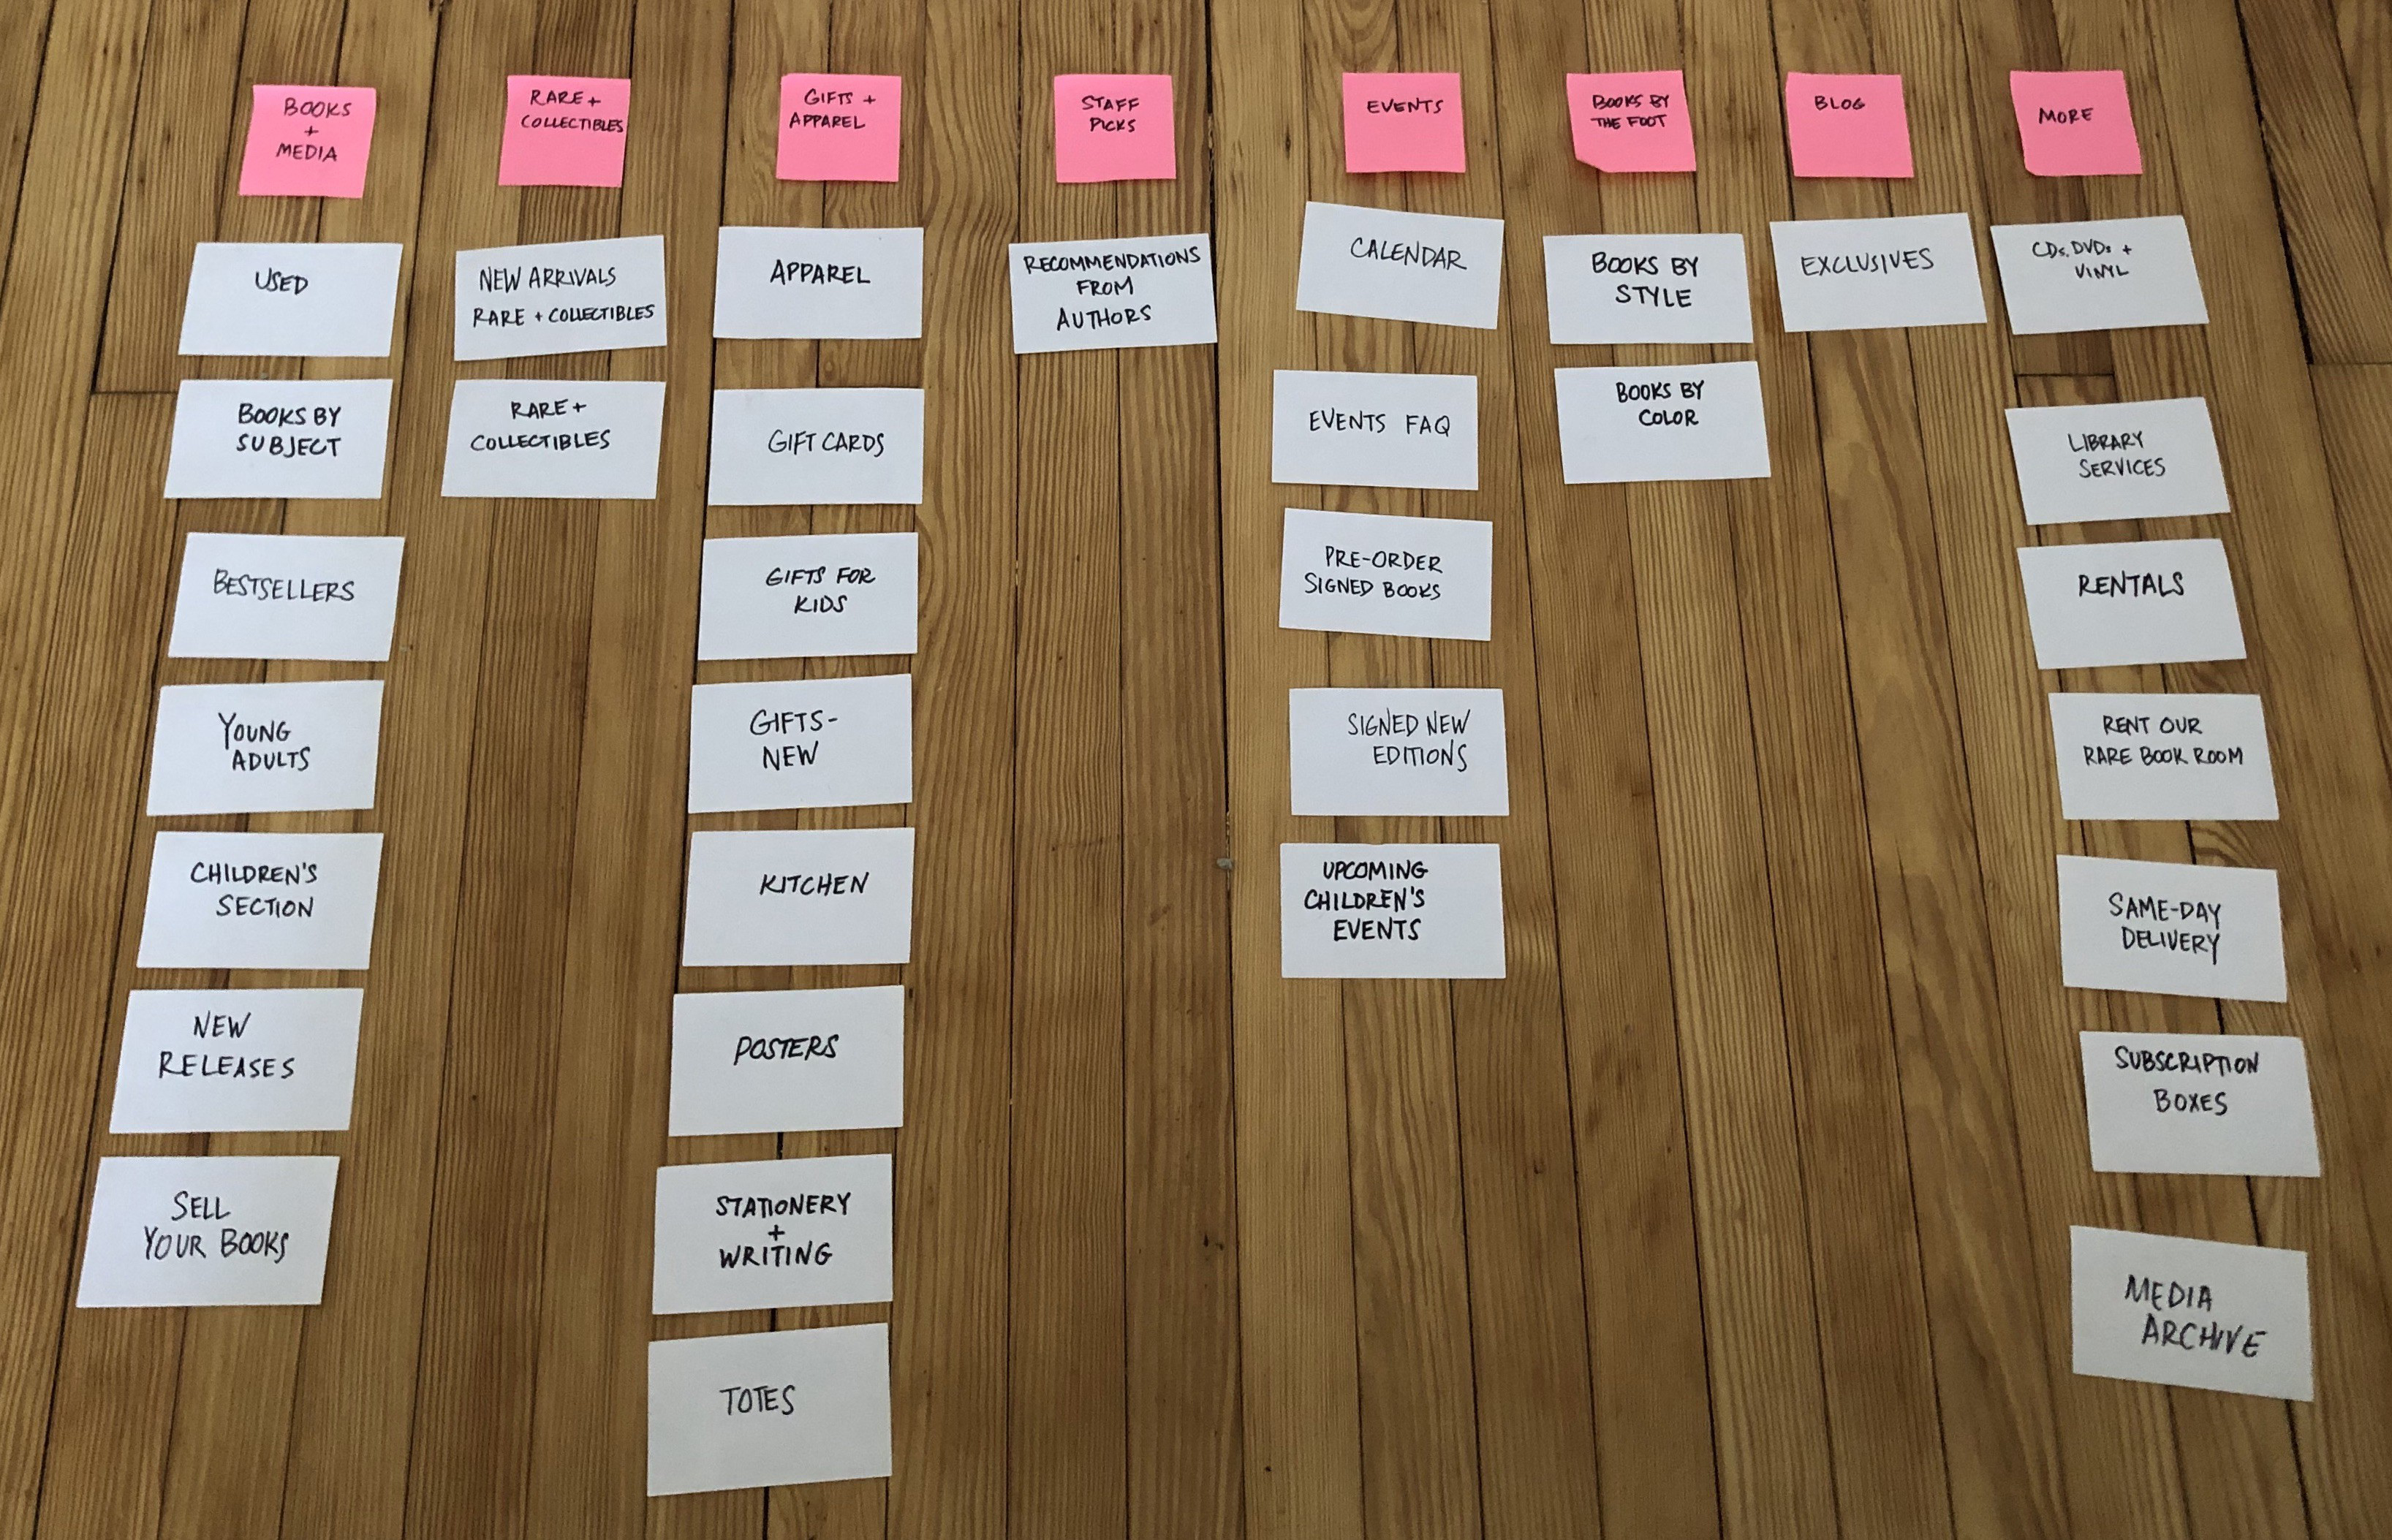 BOOKS
+
MEDIA
RARE +
COLLECTIBLES
GIFTS +
APPAREL
STAFF
PICKS
EVENTS
BOOKS BY
THE FOOT
BLOG
MORE
USED
BOOKS BY
SUBJECT
BESTSELLERS
YOUNG
ADULTS
CHILDREN'S
SECTION
NEW
RELEASES
SELL
YOUR BOOKS
NEW ARRIVALS
RARE + COLLECTIBLES
RARE +
COLLECTIBLES
APPAREL
GIFT CARDS
GIFTS FOR
KIDS
GIFTS-
NEW
KITCHEN
POSTERS
STATIONERY
+
WRITING
TOTES
RECOMMENDATIONS
FROM
AUTHORS
CALENDAR
EVENTS FAQ
PRE-ORDER
SIGNED BOOKS
SIGNED NEW
EDITIONS
UPCOMING
CHILDREN'S
EVENTS
BOOKS BY
STYLE
BOOKS BY
COLOR
EXCLUSIVES
CDs, DVDs +
VINYL
LIBRARY
SERVICES
RENTALS
RENT OUR
RARE BOOK ROOM
SAME-DAY
DELIVERY
SUBSCRIPTION
BOXES
MEDIA
ARCHIVE